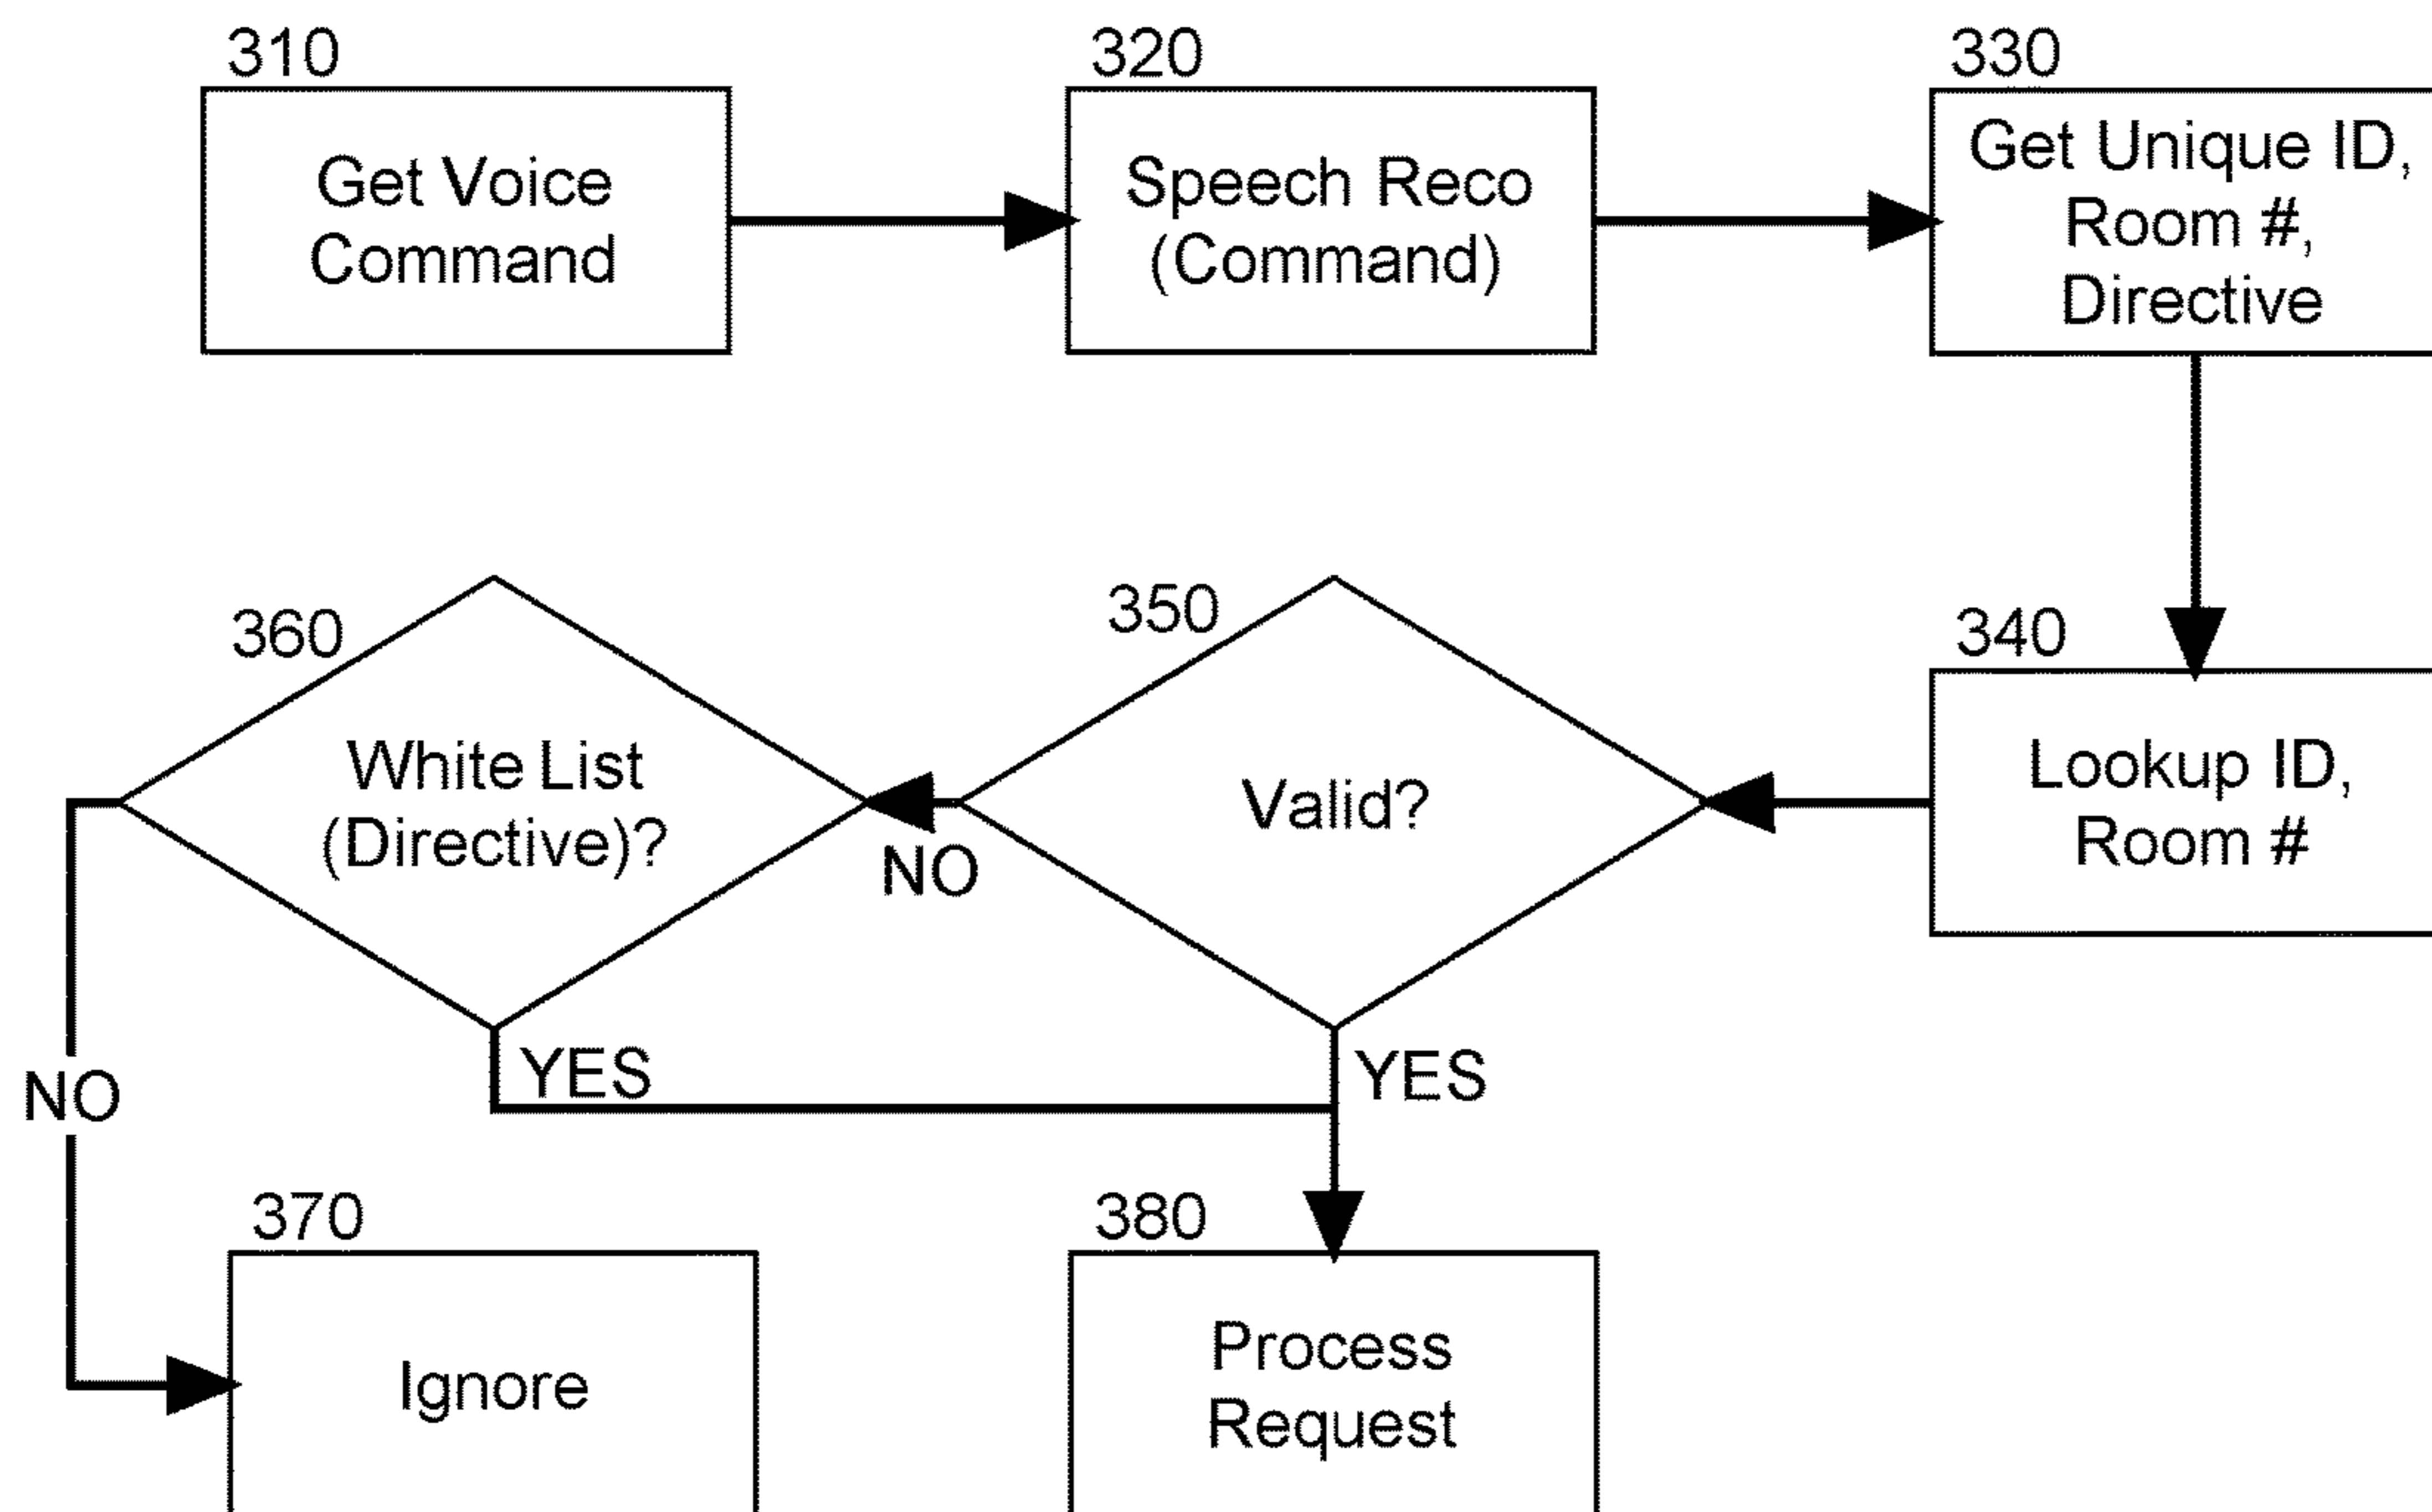 310
Get Voice
Command
320
Speech Reco
(Command)
330
Get Unique ID,
Room #,
Directive
340
Lookup ID,
Room #
350
Valid?
NO
YES
360
White List
(Directive)?
YES
NO
370
Ignore
380
Process
Request